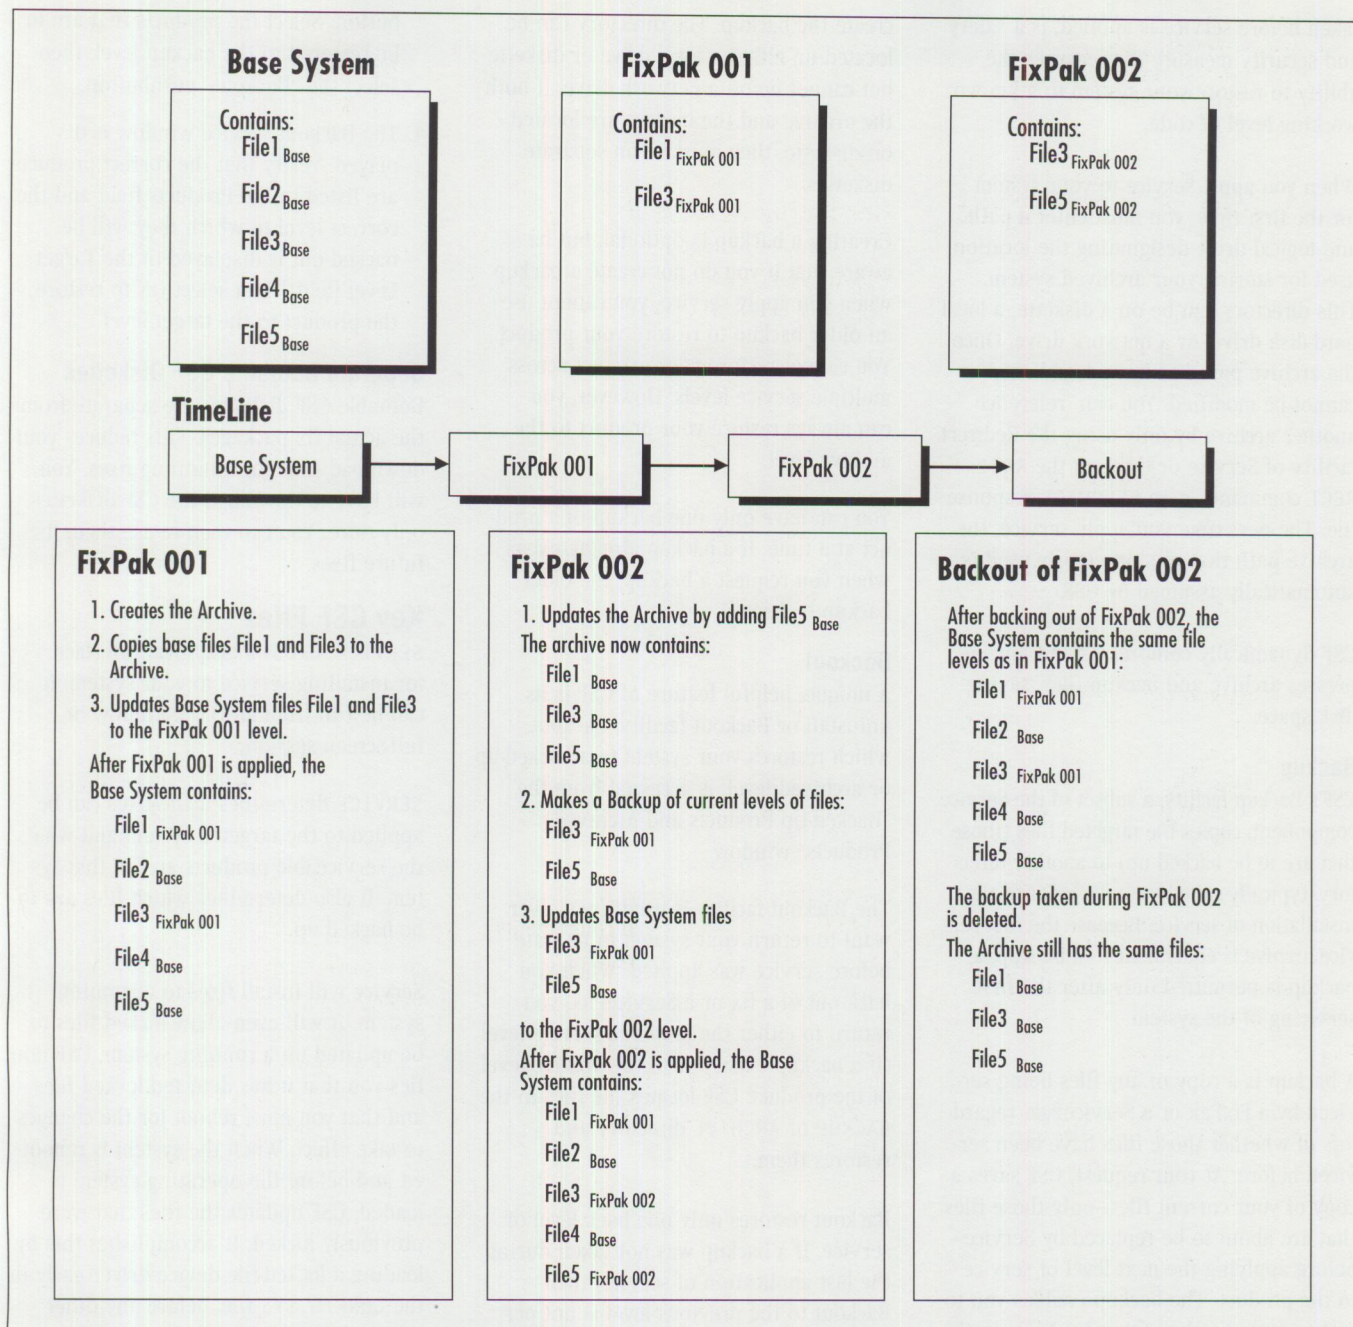 Base System
Contains:
File1 Base
File2 Base
File3 Base
File4 Base
File5 Base
FixPak 001
Contains:
File1 FixPak 001
File3 FixPak 001
FixPak 002
Contains:
File3 FixPak 002
File5 FixPak 002
TimeLine
Base System
FixPak 001
FixPak 002
Backout
FixPak 001
1. Creates the Archive.
2. Copies base files File1 and File3 to the
Archive.
3. Updates Base System files File1 and File3
to the FixPak 001 level.
After FixPak 001 is applied, the
Base System contains:
File1 FixPak 001
File2 Base
File3 FixPak 001
File4 Base
File5 Base
FixPak 002
1. Updates the Archive by adding File5 Base
The archive now contains:
File1 Base
File3 Base
File5 Base
2. Makes a Backup of current levels of files:
File3 FixPak 001
File5 Base
3. Updates Base System files
File3 FixPak 001
File5 Base
to the FixPak 002 level.
After FixPak 002 is applied, the Base
System contains:
File1 FixPak 001
File2 Base
File3 FixPak 002
File4 Base
File5 FixPak 002
Backout of FixPak 002
After backing out of FixPak 002, the
Base System contains the same file
levels as in FixPak 001:
File1 FixPak 001
File2 Base
File3 FixPak 001
File4 Base
File5 Base
The backup taken during FixPak 002
is deleted.
The Archive still has the same files:
File1 Base
File3 Base
File5 Base